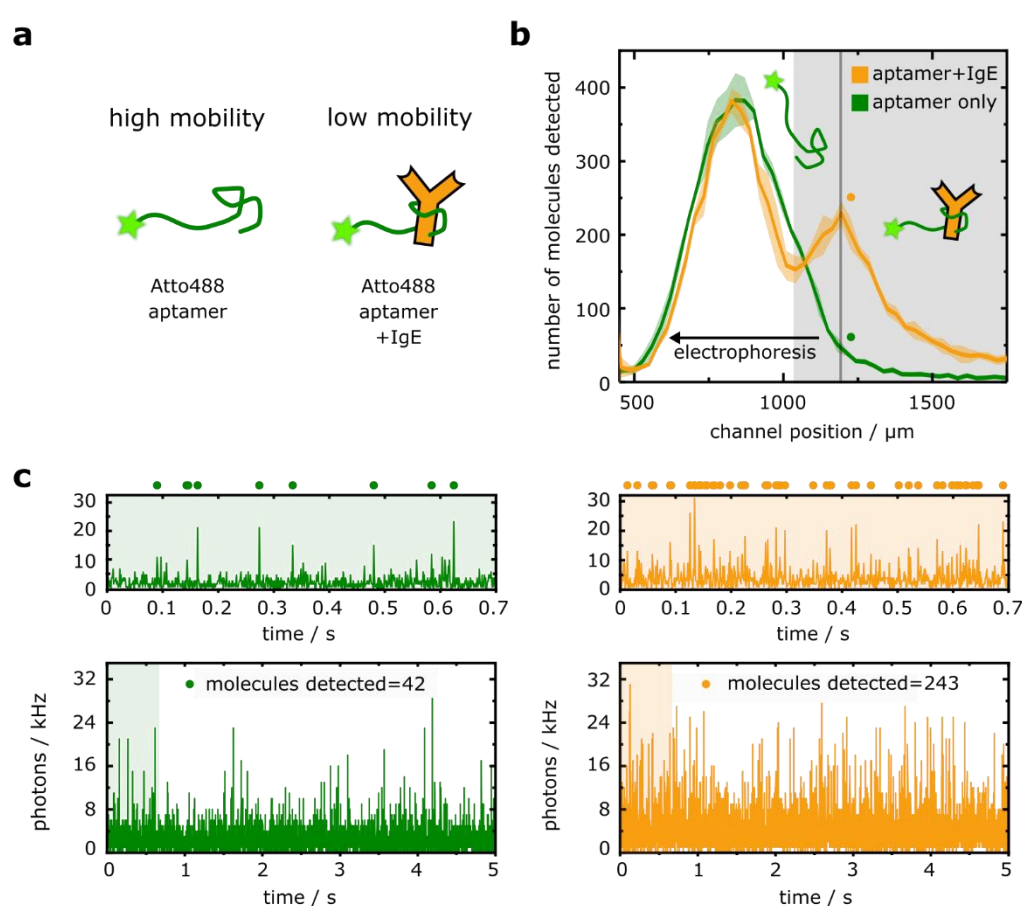 a
high mobility
low mobility
Atto488
aptamer
Atto488
aptamer
+IgE
b
number of molecules detected
400
300
200
100
0
aptamer+IgE
aptamer only
electrophoresis
500
1000
1500
channel position / µm
c
30
20
10
0
0
0.1
0.2
0.3
0.4
0.5
0.6
0.7
time / s
30
20
10
0
0
0.1
0.2
0.3
0.4
0.5
0.6
0.7
time / s
photons / kHz
32
24
16
8
0
molecules detected=42
0
1
2
3
4
5
time / s
photons / kHz
32
24
16
8
0
molecules detected=243
0
1
2
3
4
5
time / s